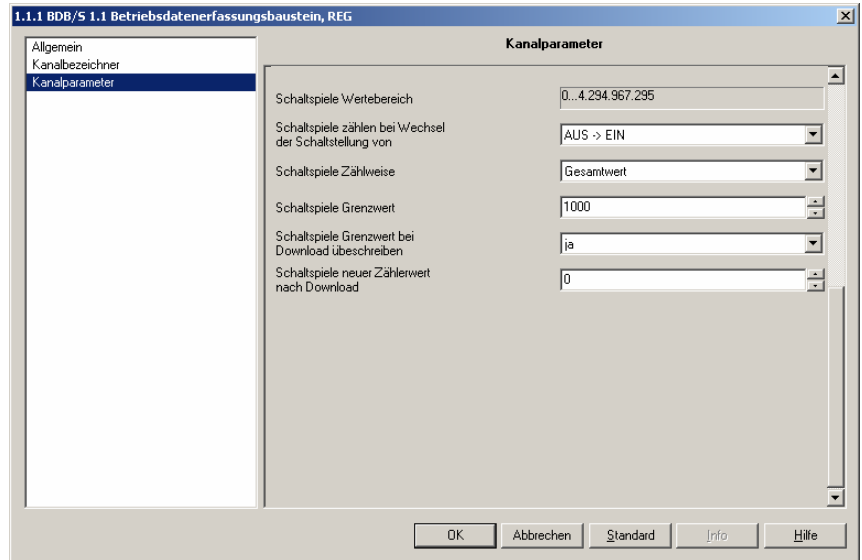 1.1.1 BDB/S 1.1 Betriebsdatenerfassungsbaustein, REG
Allgemein
Kanalbezeichner
Kanalparameter
Kanalparameter
Schaltspiele Wertebereich
0...4.294.967.295
Schaltspiele zählen bei Wechsel
der Schaltstellung von
AUS -> EIN
Schaltspiele Zählweise
Gesamtwert
Schaltspiele Grenzwert
1000
Schaltspiele Grenzwert bei
Download übeschreiben
ja
Schaltspiele neuer Zählerwert
nach Download
0
OK
Abbrechen
Standard
Info
Hilfe